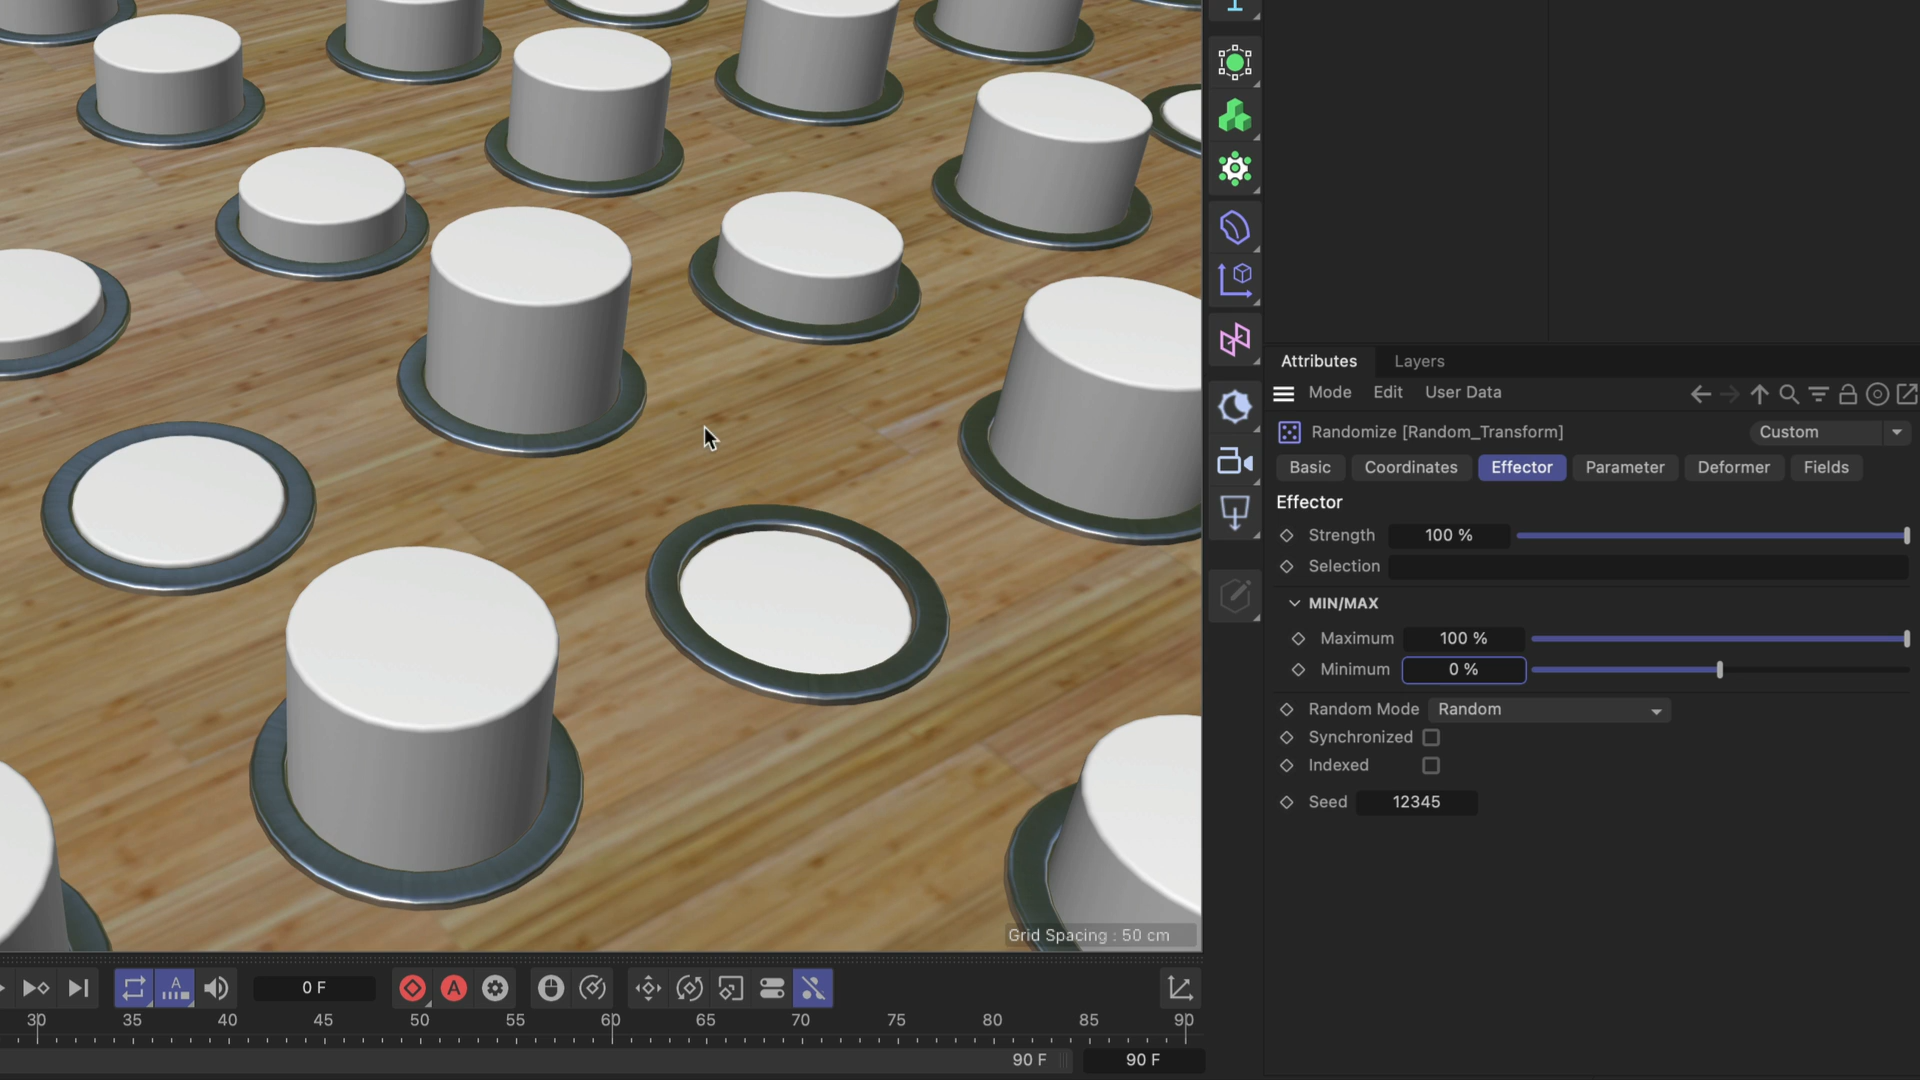 Attributes Layers
Mode Edit User Data
Randomize [Random_Transform] Custom
Basic Coordinates Effector Parameter Deformer Fields
Effector
Strength 100 %
Selection
MIN/MAX
Maximum 100 %
Minimum 0 %
Random Mode Random
Synchronized
Indexed
Seed 12345
Grid Spacing : 50 cm
A 0 F A
30 35 40 45 50 55 60 65 70 75 80 85 90
90 F 90 F